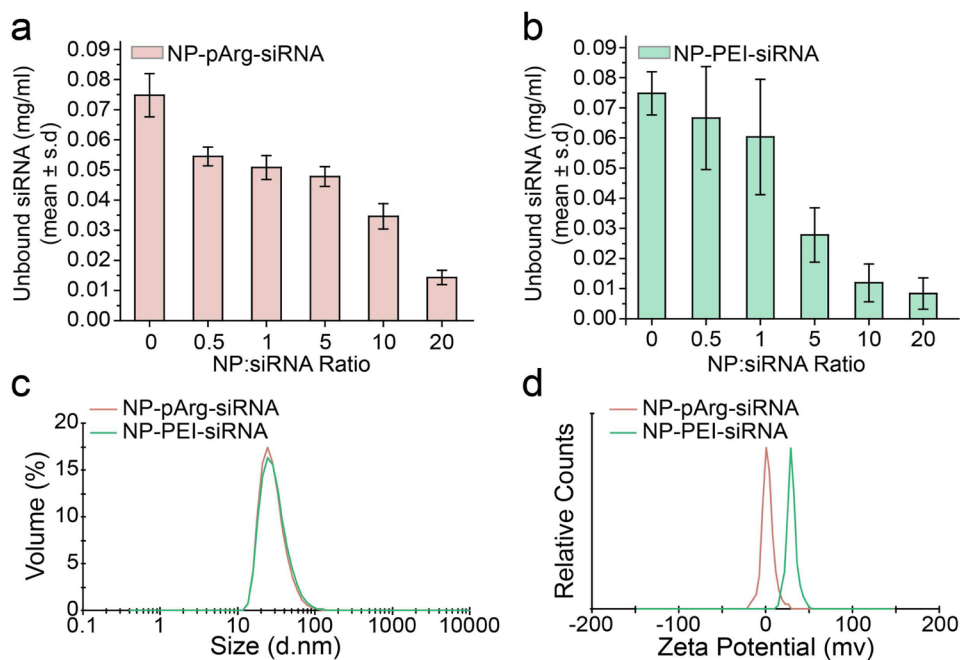 a
NP-pArg-siRNA
Unbound siRNA (mg/ml)
(mean ± s.d)
0.09
0.08
0.07
0.06
0.05
0.04
0.03
0.02
0.01
0.00
0 0.5 1 5 10 20
NP:siRNA Ratio
b
NP-PEI-siRNA
Unbound siRNA (mg/ml)
(mean ± s.d)
0.09
0.08
0.07
0.06
0.05
0.04
0.03
0.02
0.01
0.00
0 0.5 1 5 10 20
NP:siRNA Ratio
c
NP-pArg-siRNA
NP-PEI-siRNA
Volume (%)
20
15
10
5
0
0.1 1 10 100 1000 10000
Size (d.nm)
d
NP-pArg-siRNA
NP-PEI-siRNA
Relative Counts
-200 -100 0 100 200
Zeta Potential (mv)